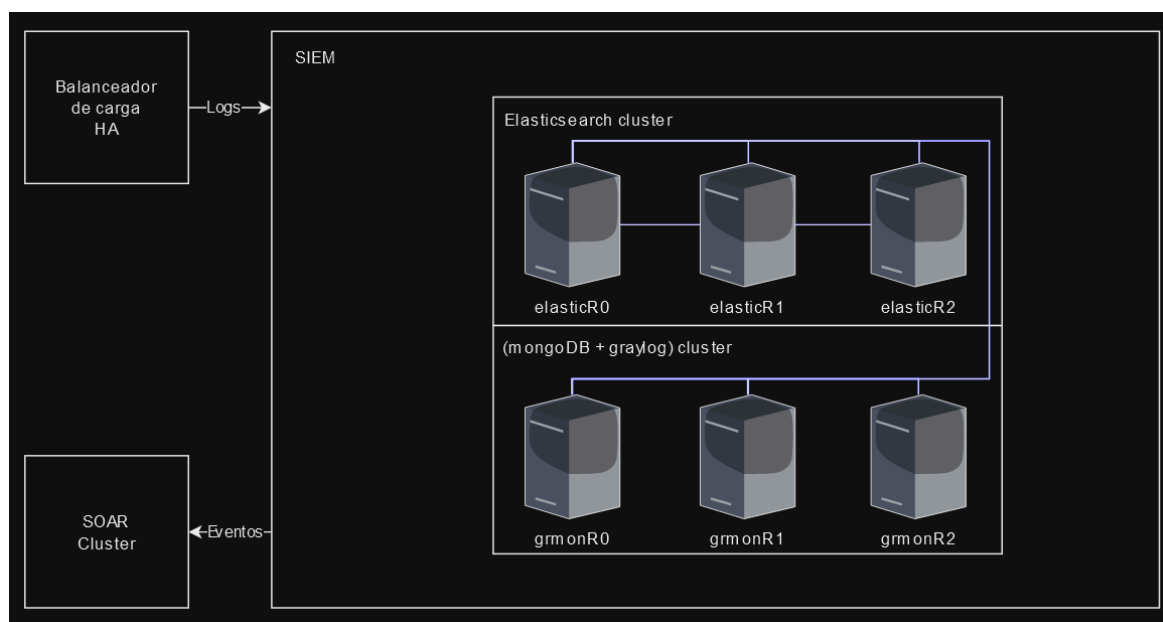 SIEM
Balanceador
de carga
HA
Logs
Elasticsearch cluster
elasticR0
elasticR1
elasticR2
(mongoDB + graylog) cluster
grmonR0
grmonR1
grmonR2
SOAR
Cluster
Eventos